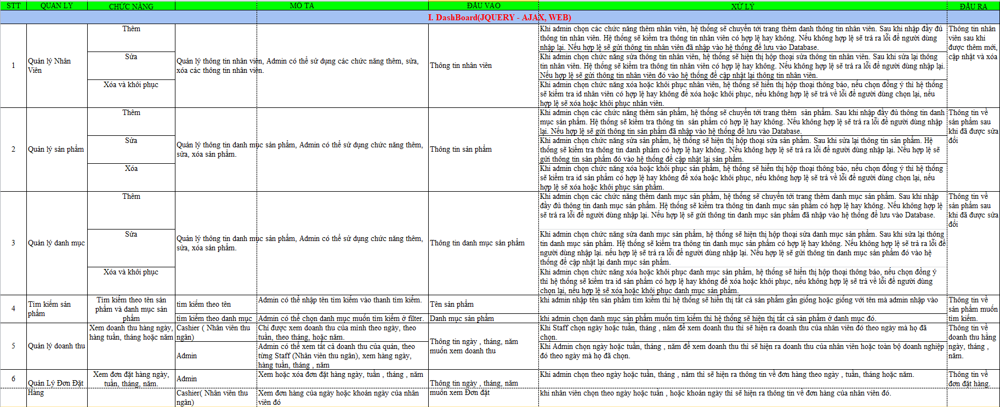 STT QUẢN LÝ CHỨC NĂNG MÔ TẢ ĐẦU VÀO XỬ LÝ ĐẦU RA
I. DashBoard(JQUERY - AJAX, WEB)
1
Quản lý Nhân
Viên
Thêm
Sửa
Xóa và khôi phục
Quản lý thông tin nhân viên, Admin có thể sử dụng các chức năng thêm, sửa,
xóa các thông tin nhân viên.
Thông tin nhân viên
Khi admin chọn các chức năng thêm nhân viên, hệ thống sẽ chuyển tới trang thêm danh thông tin nhân viên. Sau khi nhập đầy đủ
thông tin nhân viên. Hệ thống sẽ kiểm tra thông tin nhân viên có hợp lệ hay không. Nếu không hợp lệ sẽ trả ra lỗi để người dùng
nhập lại. Nếu hợp lệ sẽ gửi thông tin nhân viên đã nhập vào hệ thống để lưu vào Database.
Khi admin chọn chức năng sửa thông tin nhân viên, hệ thống sẽ hiện thị hộp thoại sửa thông tin nhân viên. Sau khi sửa lại thông
tin nhân viên. Hệ thống sẽ kiểm tra thông tin nhân viên có hợp lệ hay không. Nếu không hợp lệ sẽ trả ra lỗi để người dùng nhập lại.
Nếu hợp lệ sẽ gửi thông tin nhân viên đó vào hệ thống để cập nhật lại thông tin nhân viên.
Khi admin chọn chức năng xóa hoặc khôi phục nhân viên, hệ thống sẽ hiển thị hộp thoại thông báo, nếu chọn đồng ý thì hệ thống
sẽ kiểm tra id nhân viên có hợp lệ hay không để xóa hoặc khôi phục, nếu không hợp lệ sẽ trả về lỗi để người dùng chọn lại, nếu
hợp lệ sẽ xóa hoặc khôi phục nhân viên.
Thông tin nhân
viên sau khi
được thêm mới,
cập nhật và xóa
2
Quản lý sản phẩm
Thêm
Sửa
Xóa
Quản lý thông tin danh mục sản phẩm, Admin có thể sử dụng chức năng thêm,
sửa, xóa sản phẩm.
Thông tin sản phẩm
Khi admin chọn các chức năng thêm sản phẩm, hệ thống sẽ chuyển tới trang thêm  sản phẩm. Sau khi nhập đầy đủ thông tin danh
mục sản phẩm. Hệ thống sẽ kiểm tra thông tin  sản phẩm có hợp lệ hay không. Nếu không hợp lệ sẽ trả ra lỗi để người dùng nhập
lại. Nếu hợp lệ sẽ gửi thông tin sản phẩm đã nhập vào hệ thống để lưu vào Database.
Khi admin chọn chức năng sửa sản phẩm, hệ thống sẽ hiện thị hộp thoại sửa sản phẩm. Sau khi sửa lại thông tin sản phẩm. Hệ
thống sẽ kiểm tra thông tin danh phẩm có hợp lệ hay không. Nếu không hợp lệ sẽ trả ra lỗi để người dùng nhập lại. Nếu hợp lệ sẽ
gửi thông tin sản phẩm đó vào hệ thống để cập nhật lại sản phẩm.
Khi admin chọn chức năng xóa hoặc khôi phục sản phẩm, hệ thống sẽ hiển thị hộp thoại thông báo, nếu chọn đồng ý thì hệ thống
sẽ kiểm tra id sản phẩm có hợp lệ hay không để xóa hoặc khôi phục, nếu không hợp lệ sẽ trả về lỗi để người dùng chọn lại, nếu
hợp lệ sẽ xóa hoặc khôi phục sản phẩm.
Thông tin về
sản phẩm sau
khi đã được sửa
đổi
3
Quản lý danh mục
Thêm
Sửa
Xóa và khôi phục
Quản lý thông tin danh mục sản phẩm, Admin có thể sử dụng chức năng thêm,
sửa, xóa sản phẩm.
Thông tin danh mục sản phẩm
Khi admin chọn các chức năng thêm danh mục sản phẩm, hệ thống sẽ chuyển tới trang thêm danh mục sản phẩm. Sau khi nhập
đầy đủ thông tin danh mục sản phẩm. Hệ thống sẽ kiểm tra thông tin danh mục sản phẩm có hợp lệ hay không. Nếu không hợp lệ
sẽ trả ra lỗi để người dùng nhập lại. Nếu hợp lệ sẽ gửi thông tin danh mục sản phẩm đã nhập vào hệ thống để lưu vào Database.
Khi admin chọn chức năng sửa danh mục sản phẩm, hệ thống sẽ hiện thị hộp thoại sửa danh mục sản phẩm. Sau khi sửa lại thông
tin danh mục sản phẩm. Hệ thống sẽ kiểm tra thông tin danh mục sản phẩm có hợp lệ hay không. Nếu không hợp lệ sẽ trả ra lỗi để
người dùng nhập lại. nếu hợp lệ sẽ trả ra lỗi để người dùng nhập lại. Nếu hợp lệ sẽ gửi thông tin danh mục sản phẩm đó vào hệ
thống để cập nhật lại danh mục sản phẩm.
Khi admin chọn chức năng xóa hoặc khôi phục danh mục sản phẩm, hệ thống sẽ hiển thị hộp thoại thông báo, nếu chọn đồng ý
thì hệ thống sẽ kiểm tra id sản phẩm có hợp lệ hay không để xóa hoặc khôi phục, nếu không hợp lệ sẽ trả về lỗi để người dùng
chọn lại, nếu hợp lệ sẽ xóa hoặc khôi phục danh mục sản phẩm.
Thông tin về
sản phẩm sau
khi đã được sửa
đổi
4
Tìm kiếm sản
phẩm
Tìm kiếm theo tên sản
phẩm và danh mục sản
phẩm
tìm kiếm theo tên
Admin có thể nhập tên tìm kiếm vào thanh tìm kiếm.
Tên sản phẩm
khi admin nhập tên sản phẩm tìm kiếm thì hệ thống sẽ hiển thị tất cả sản phẩm gần giống hoặc giống với tên mà admin nhập vào
tìm kiếm theo danh mục
Admin có thể chọn danh mục muốn tìm kiếm ở filter.
Danh mục sản phẩm
khi admin chọn danh mục sản phẩm muốn tìm kiếm thì hệ thống sẽ hiện thị tất cả sản phẩm ở danh mục đó.
Thông tin về
sản phẩm muốn
tìm kiếm.
5
Quản lý doanh thu
Xem doanh thu hàng ngày,
hàng tuần, tháng hoặc năm
Cashier ( Nhân viên thu
ngân)
Chỉ được xem doanh thu của mình theo ngày, theo
tuần, theo tháng, hoặc năm.
Admin
Admin có thể xem tất cả doanh thu của quán, theo
từng Staff (Nhân viên thu ngân), xem hàng ngày,
hàng tuần, tháng , năm
Thông tin ngày , tháng, năm
muốn xem doanh thu
Khi Staff chọn ngày hoặc tuần, tháng , năm để xem doanh thu thì sẽ hiện ra doanh thu của nhân viên đó theo ngày mà họ đã
chọn.
Khi Admin chọn ngày hoặc tuần, tháng , năm để xem doanh thu thì sẽ hiện ra doanh thu của nhân viên hoặc toàn bộ doanh nghiệp
đó theo ngày mà họ đã chọn.
Thông tin về
doanh thu hằng
ngày, tháng ,
năm.
6
Quản Lý Đơn Đặt
Hàng
Xem đơn đặt hàng ngày,
tuần, tháng, năm.
Admin
Xem hoặc xóa đơn đặt hàng ngày, tuần , tháng , năm
Thông tin ngày , tháng, năm
muốn xem Đơn đặt
Khi admin chọn theo ngày hoặc tuần, tháng , năm thì sẽ hiện ra thông tin về đơn hàng theo ngày , tuần, tháng hoặc năm.
Thông tin về
đơn đặt hàng.
Cashier( Nhân viên thu
ngân)
Xem đơn hàng của ngày hoặc khoản ngày của nhân
viên đó
khi nhân viên chọn theo ngày hoặc tuần , hoặc khoản ngày thì sẽ hiện ra thông tin về đơn hàng của nhân viên đó.